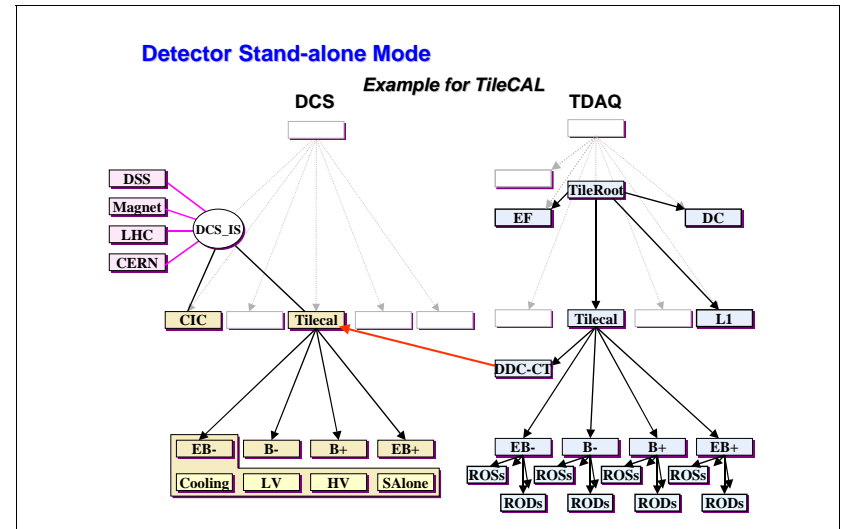 Detector Stand-alone Mode
Example for TileCAL
DCS
TDAQ
DSS
Magnet
LHC
CERN
DCS_IS
TileRoot
EF
DC
CIC
Tilecal
Tilecal
L1
DDC-CT
EB-
B-
B+
EB+
Cooling
LV
HV
SAlone
EB-
B-
B+
EB+
ROSs
ROSs
ROSs
ROSs
RODs
RODs
RODs
RODs